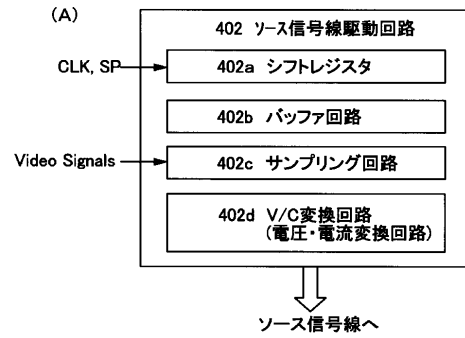 (A)
402 ソース信号線駆動回路
CLK, SP
402a シフトレジスタ
402b バッファ回路
Video Signals
402c サンプリング回路
402d V/C変換回路
(電圧・電流変換回路)
ソース信号線へ